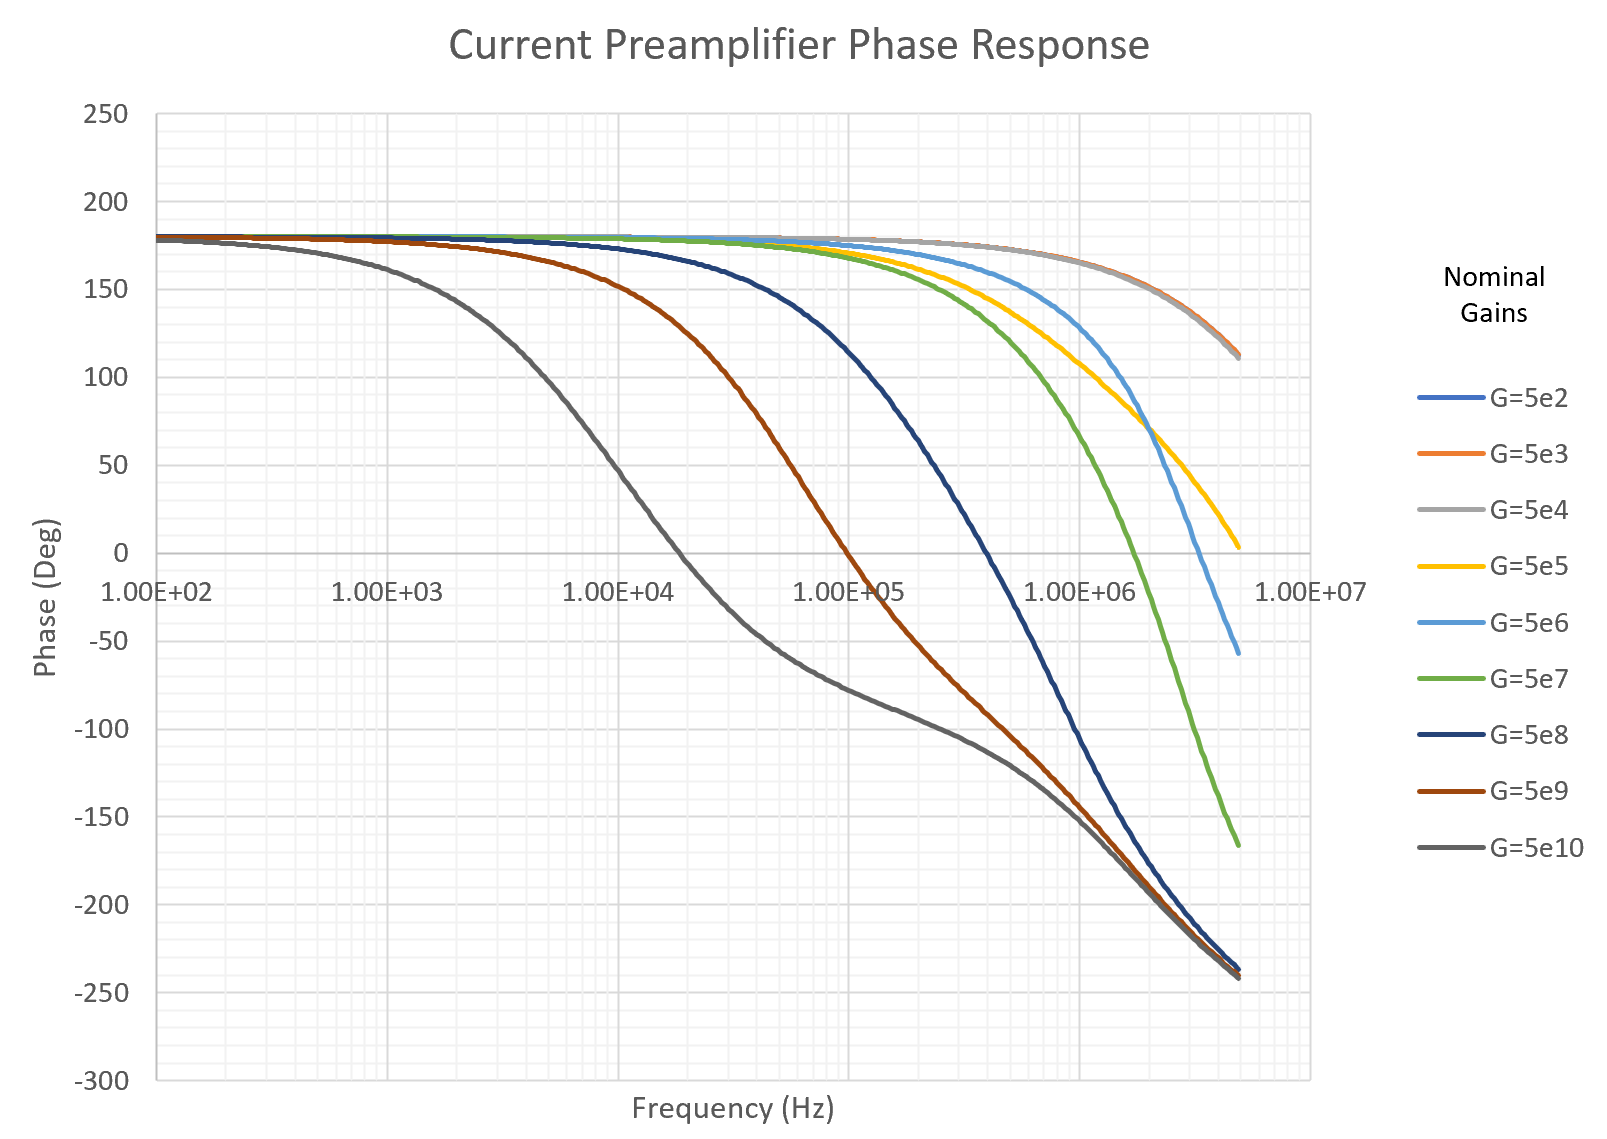 Current Preamplifier Phase Response
250
200
150
100
50
0
-50
-100
-150
-200
-250
-300
Phase (Deg)
1.00E+02 1.00E+03 1.00E+04 1.00E+05 1.00E+06 1.00E+07
Frequency (Hz)
Nominal
Gains
G=5e2
G=5e3
G=5e4
G=5e5
G=5e6
G=5e7
G=5e8
G=5e9
G=5e10